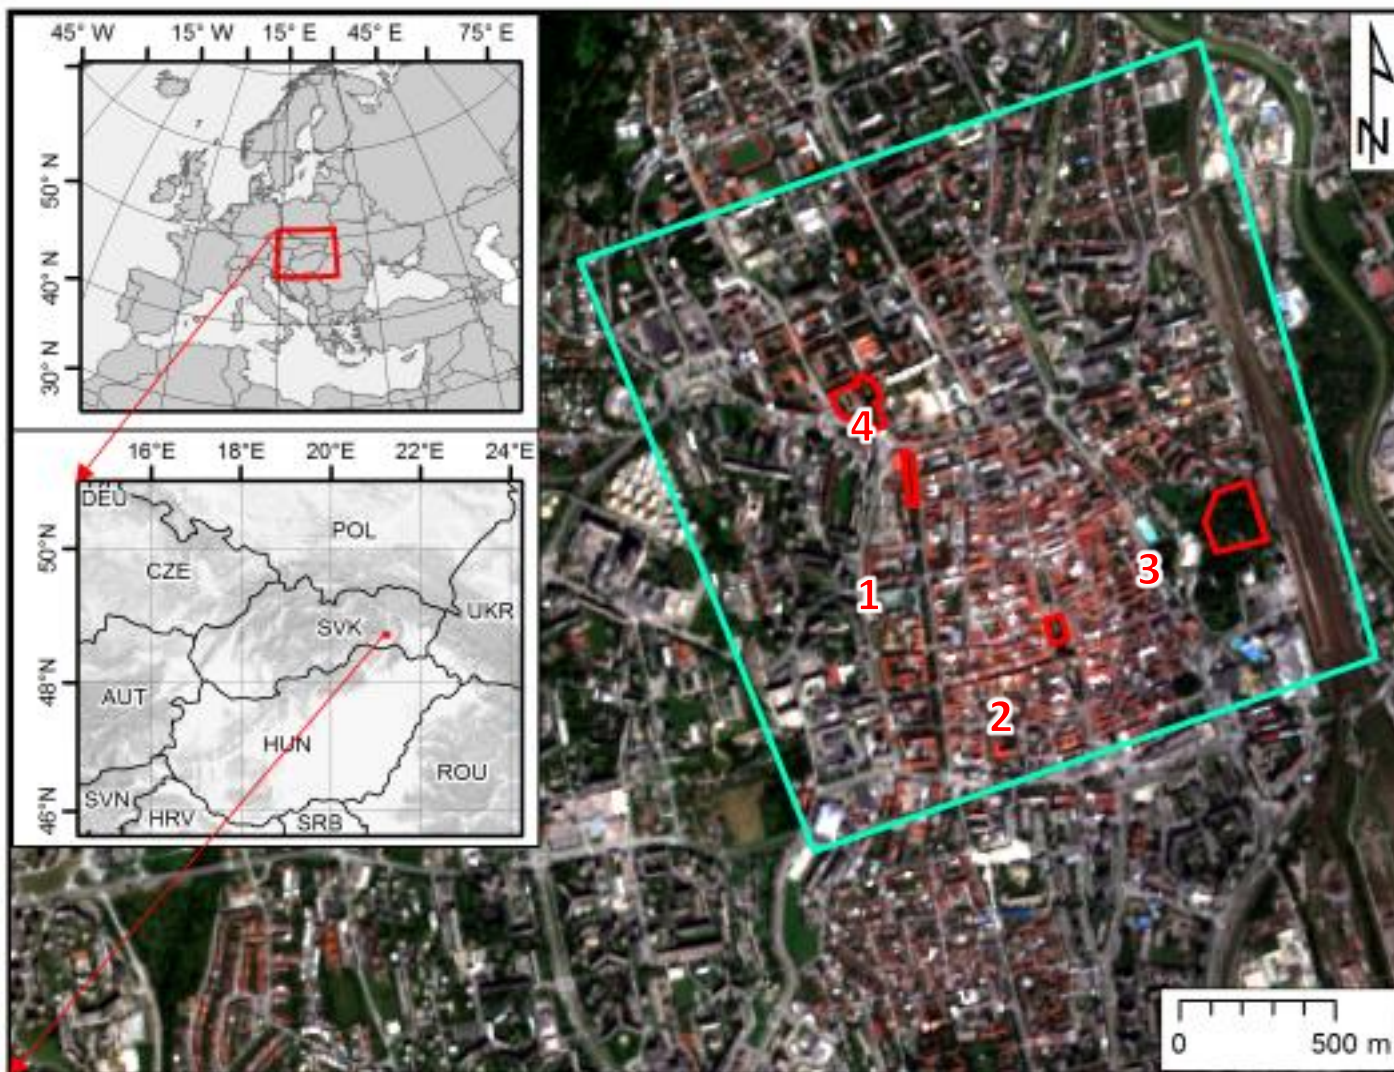 45° W 15° W 15° E 45° E 75° E
50° N
40° N
30° N
16°E 18°E 20°E 22°E 24°E
50°N
48°N
46°N
DEU
POL
CZE
UKR
SVK
AUT
HUN
ROU
SVN
HRV
SRB
N
4
1
3
2
0 500 m